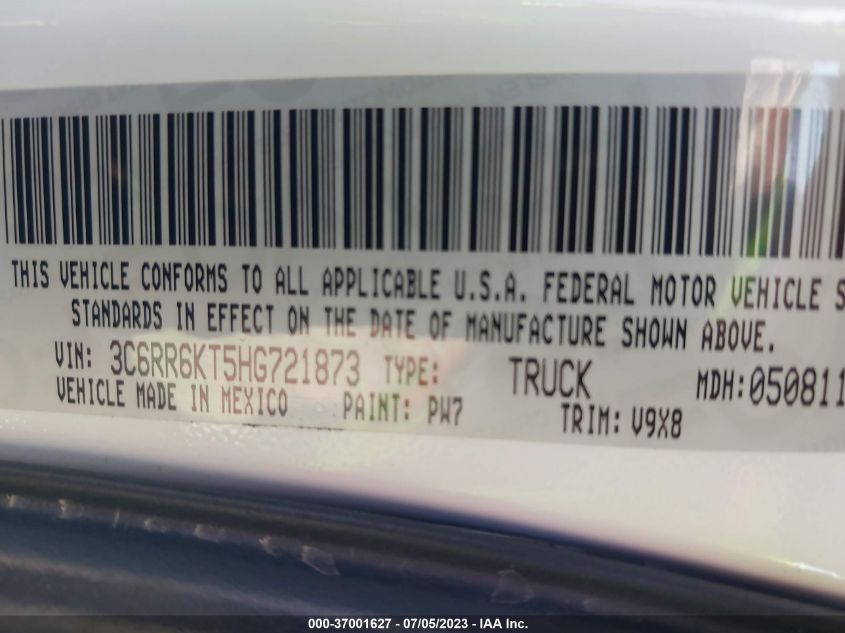 THIS VEHICLE CONFORMS TO ALL APPLICABLE U.S.A. FEDERAL MOTOR VEHICLE S
STANDARDS IN EFFECT ON THE DATE OF MANUFACTURE SHOWN ABOVE.
VIN: 3C6RR6KT5HG721873 TYPE: TRUCK MDH:050811
VEHICLE MADE IN MEXICO PAINT: PW7 TRIM: V9X8
000-37001627 - 07/05/2023 - IAA Inc.